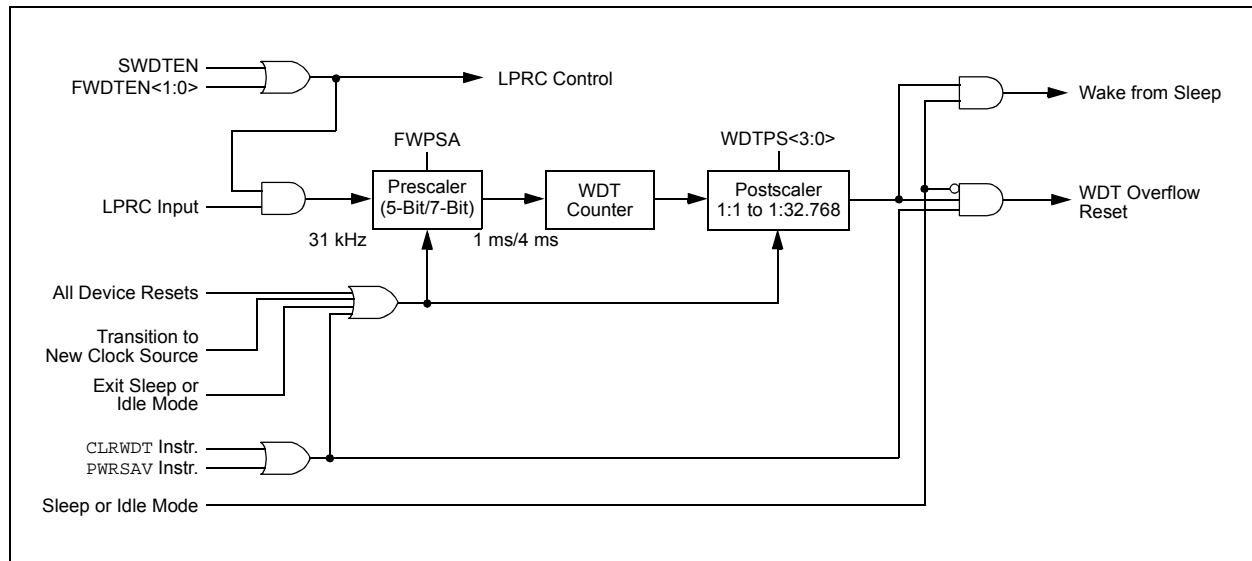 SWDTEN
FWDTEN<1:0>
LPRC Control
Wake from Sleep
FWPSA
WDTPS<3:0>
LPRC Input
Prescaler
(5-Bit/7-Bit)
WDT
Counter
Postscaler
1:1 to 1:32.768
WDT Overflow
Reset
31 kHz
1 ms/4 ms
All Device Resets
Transition to
New Clock Source
Exit Sleep or
Idle Mode
CLRWDT Instr.
PWRSAV Instr.
Sleep or Idle Mode